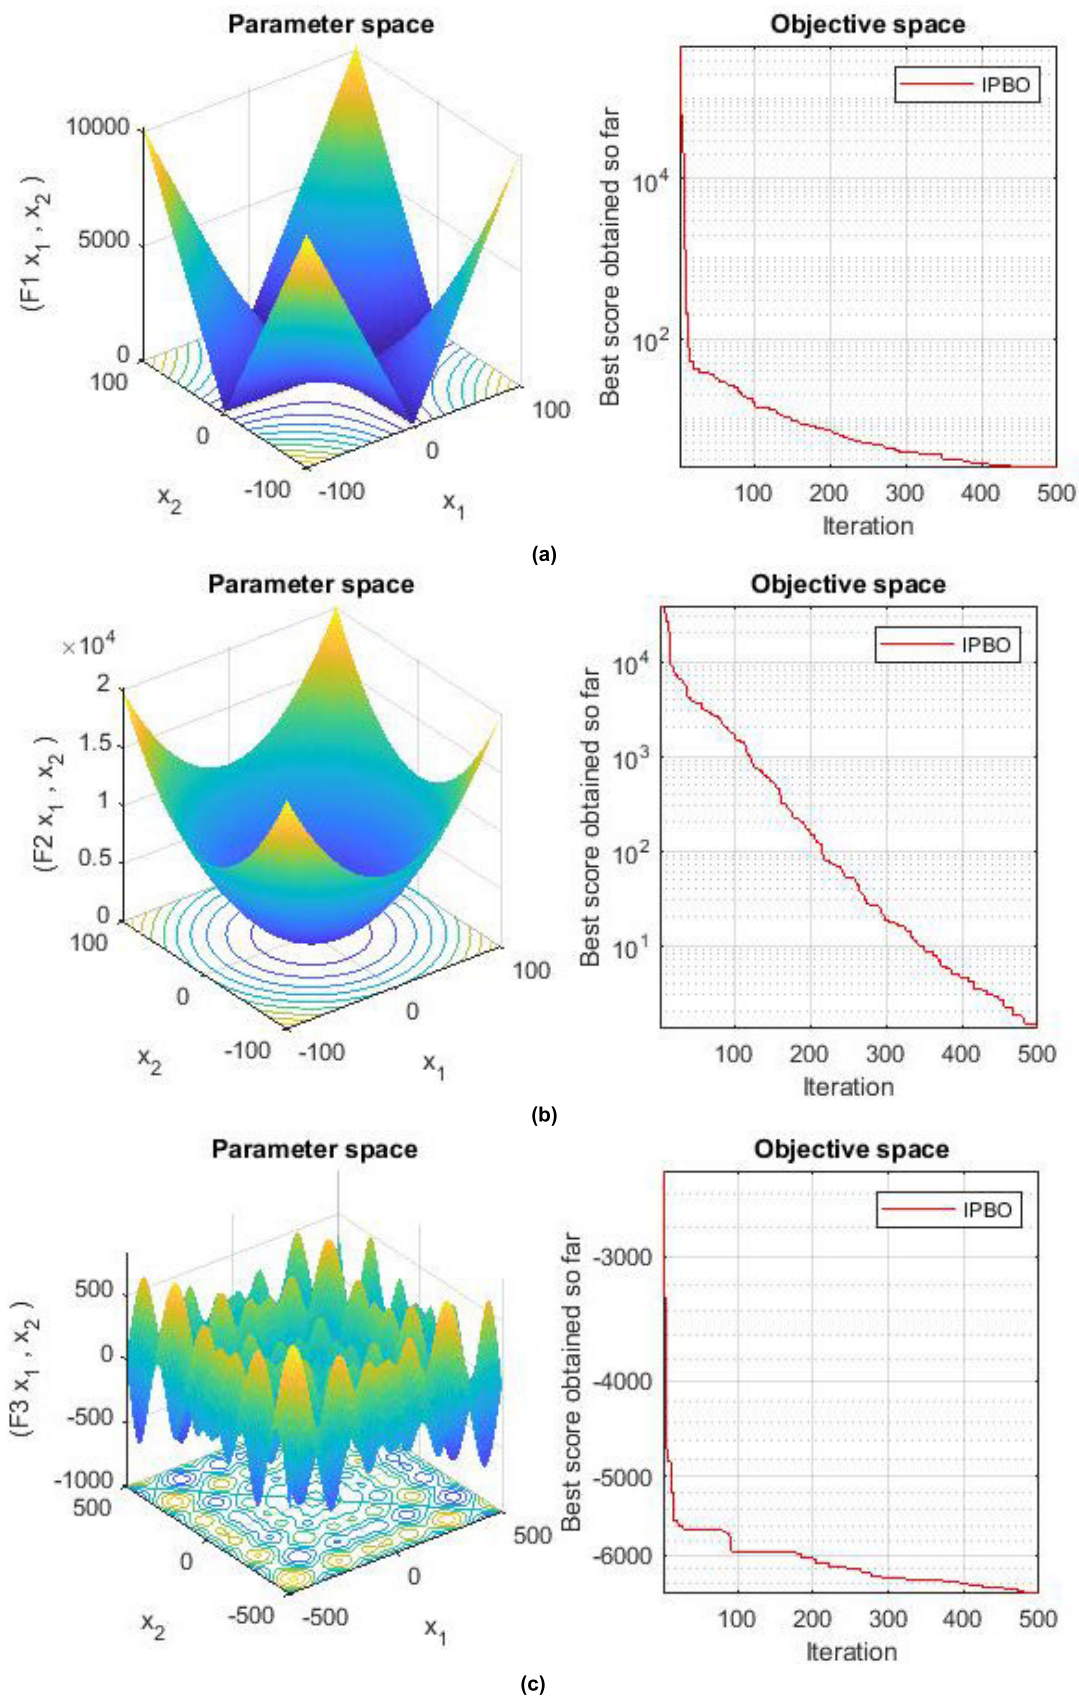 Parameter space
Objective space
10000
5000
0
100
0
-100
-100
0
100
(F1 x1 , x2 )
x2
x1
IPBO
10^4
10^2
Best score obtained so far
100 200 300 400 500
Iteration
(a)
Parameter space
Objective space
×10^4
2
1.5
1
0.5
0
100
0
-100
-100
0
100
(F2 x1 , x2 )
x2
x1
IPBO
10^4
10^3
10^2
10^1
Best score obtained so far
100 200 300 400 500
Iteration
(b)
Parameter space
Objective space
500
0
-500
-1000
500
0
-500
-500
0
500
(F3 x1 , x2 )
x2
x1
IPBO
-3000
-4000
-5000
-6000
Best score obtained so far
100 200 300 400 500
Iteration
(c)